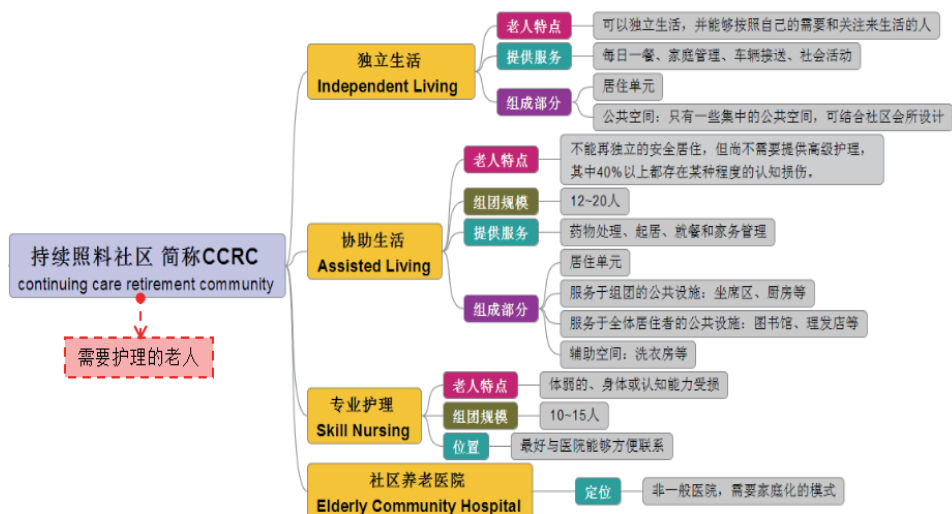 持续照料社区 简称CCRC
continuing care retirement community
需要护理的老人
独立生活
Independent Living
老人特点
可以独立生活，并能够按照自己的需要和关注来生活的人
提供服务
每日一餐、家庭管理、车辆接送、社会活动
组成部分
居住单元
公共空间：只有一些集中的公共空间，可结合社区会所设计
协助生活
Assisted Living
老人特点
不能再独立的安全居住，但尚不需要提供高级护理，
其中40%以上都存在某种程度的认知损伤。
组团规模
12~20人
提供服务
药物处理、起居、就餐和家务管理
组成部分
居住单元
服务于组团的公共设施：坐席区、厨房等
服务于全体居住者的公共设施：图书馆、理发店等
辅助空间：洗衣房等
专业护理
Skill Nursing
老人特点
体弱的、身体或认知能力受损
组团规模
10~15人
位置
最好与医院能够方便联系
社区养老医院
Elderly Community Hospital
定位
非一般医院，需要家庭化的模式